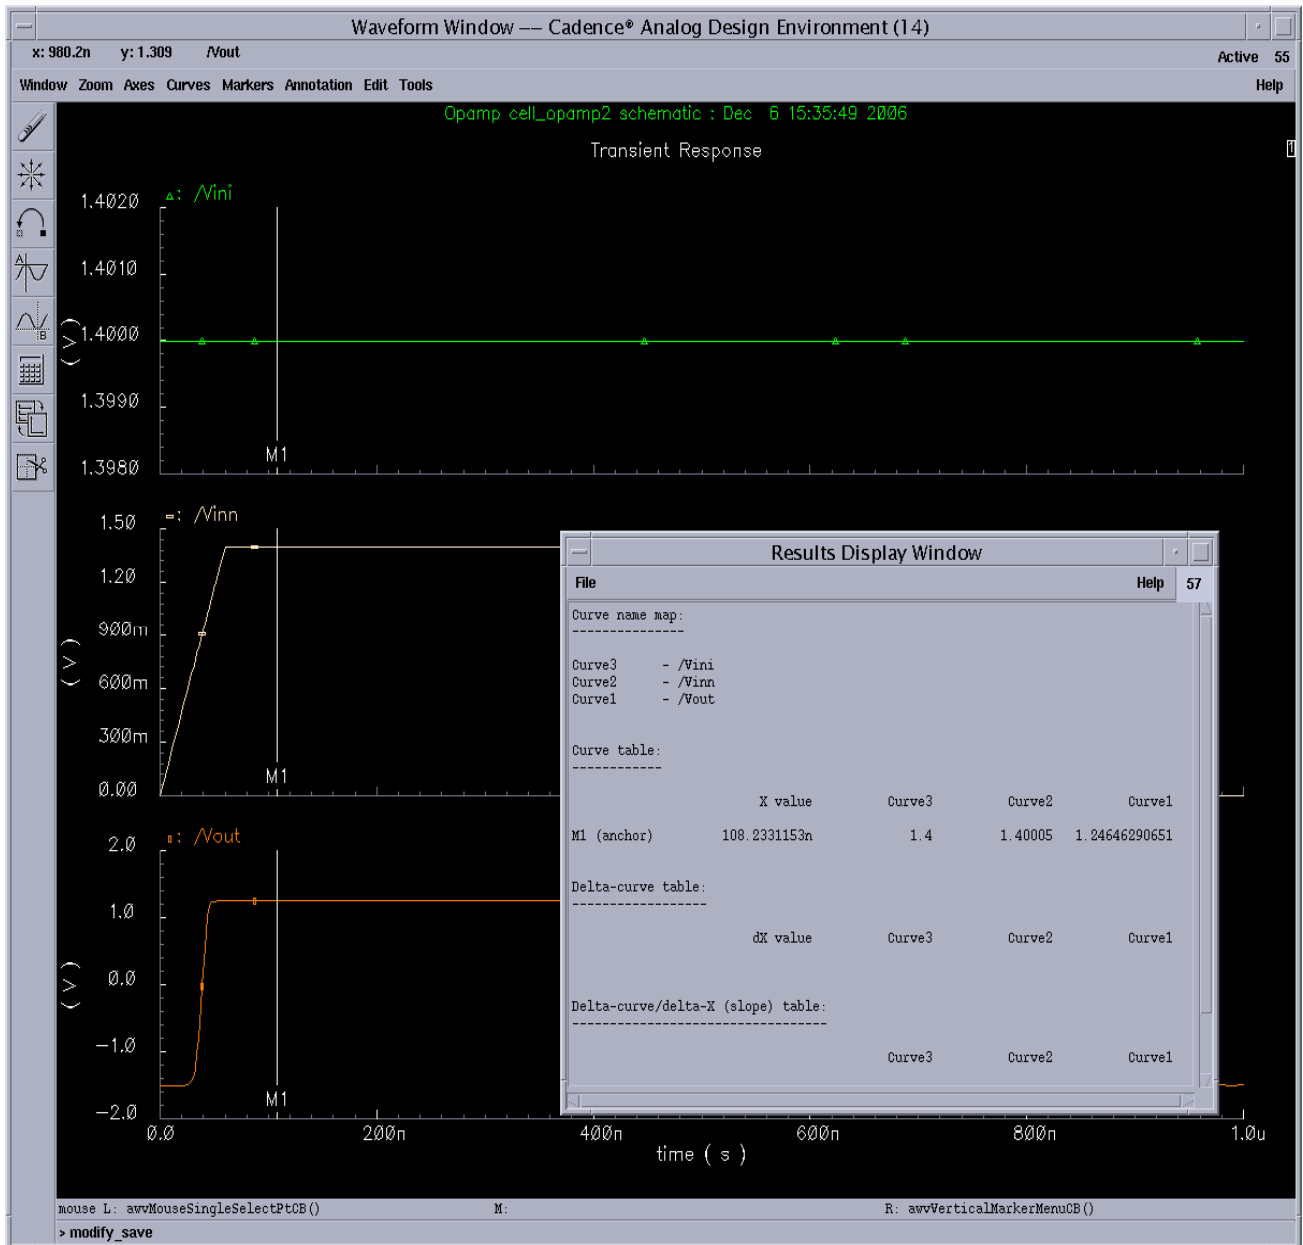 Waveform Window –– Cadence® Analog Design Environment (14)
x: 980.2n y: 1.309 /Vout
Active 55
Window Zoom Axes Curves Markers Annotation Edit Tools Help
Opamp cell_opamp2 schematic : Dec 6 15:35:49 2006
Transient Response
1
A
B
△: /Vini
1.4020
1.4010
1.4000
1.3990
1.3980
(V)
M1
▭: /Vinn
1.50
1.20
900m
600m
300m
0.00
(V)
M1
▯: /Vout
2.0
1.0
0.0
−1.0
−2.0
(V)
M1
0.0 200n 400n 600n 800n 1.0u
time ( s )
Results Display Window
File Help 57
Curve name map:
---------------
Curve3 - /Vini
Curve2 - /Vinn
Curve1 - /Vout
Curve table:
------------
X value Curve3 Curve2 Curve1
M1 (anchor) 108.2331153n 1.4 1.40005 1.24646290651
Delta-curve table:
------------------
dX value Curve3 Curve2 Curve1
Delta-curve/delta-X (slope) table:
----------------------------------
Curve3 Curve2 Curve1
mouse L: awvMouseSingleSelectPtCB() M: R: awvVerticalMarkerMenuCB()
> modify_save